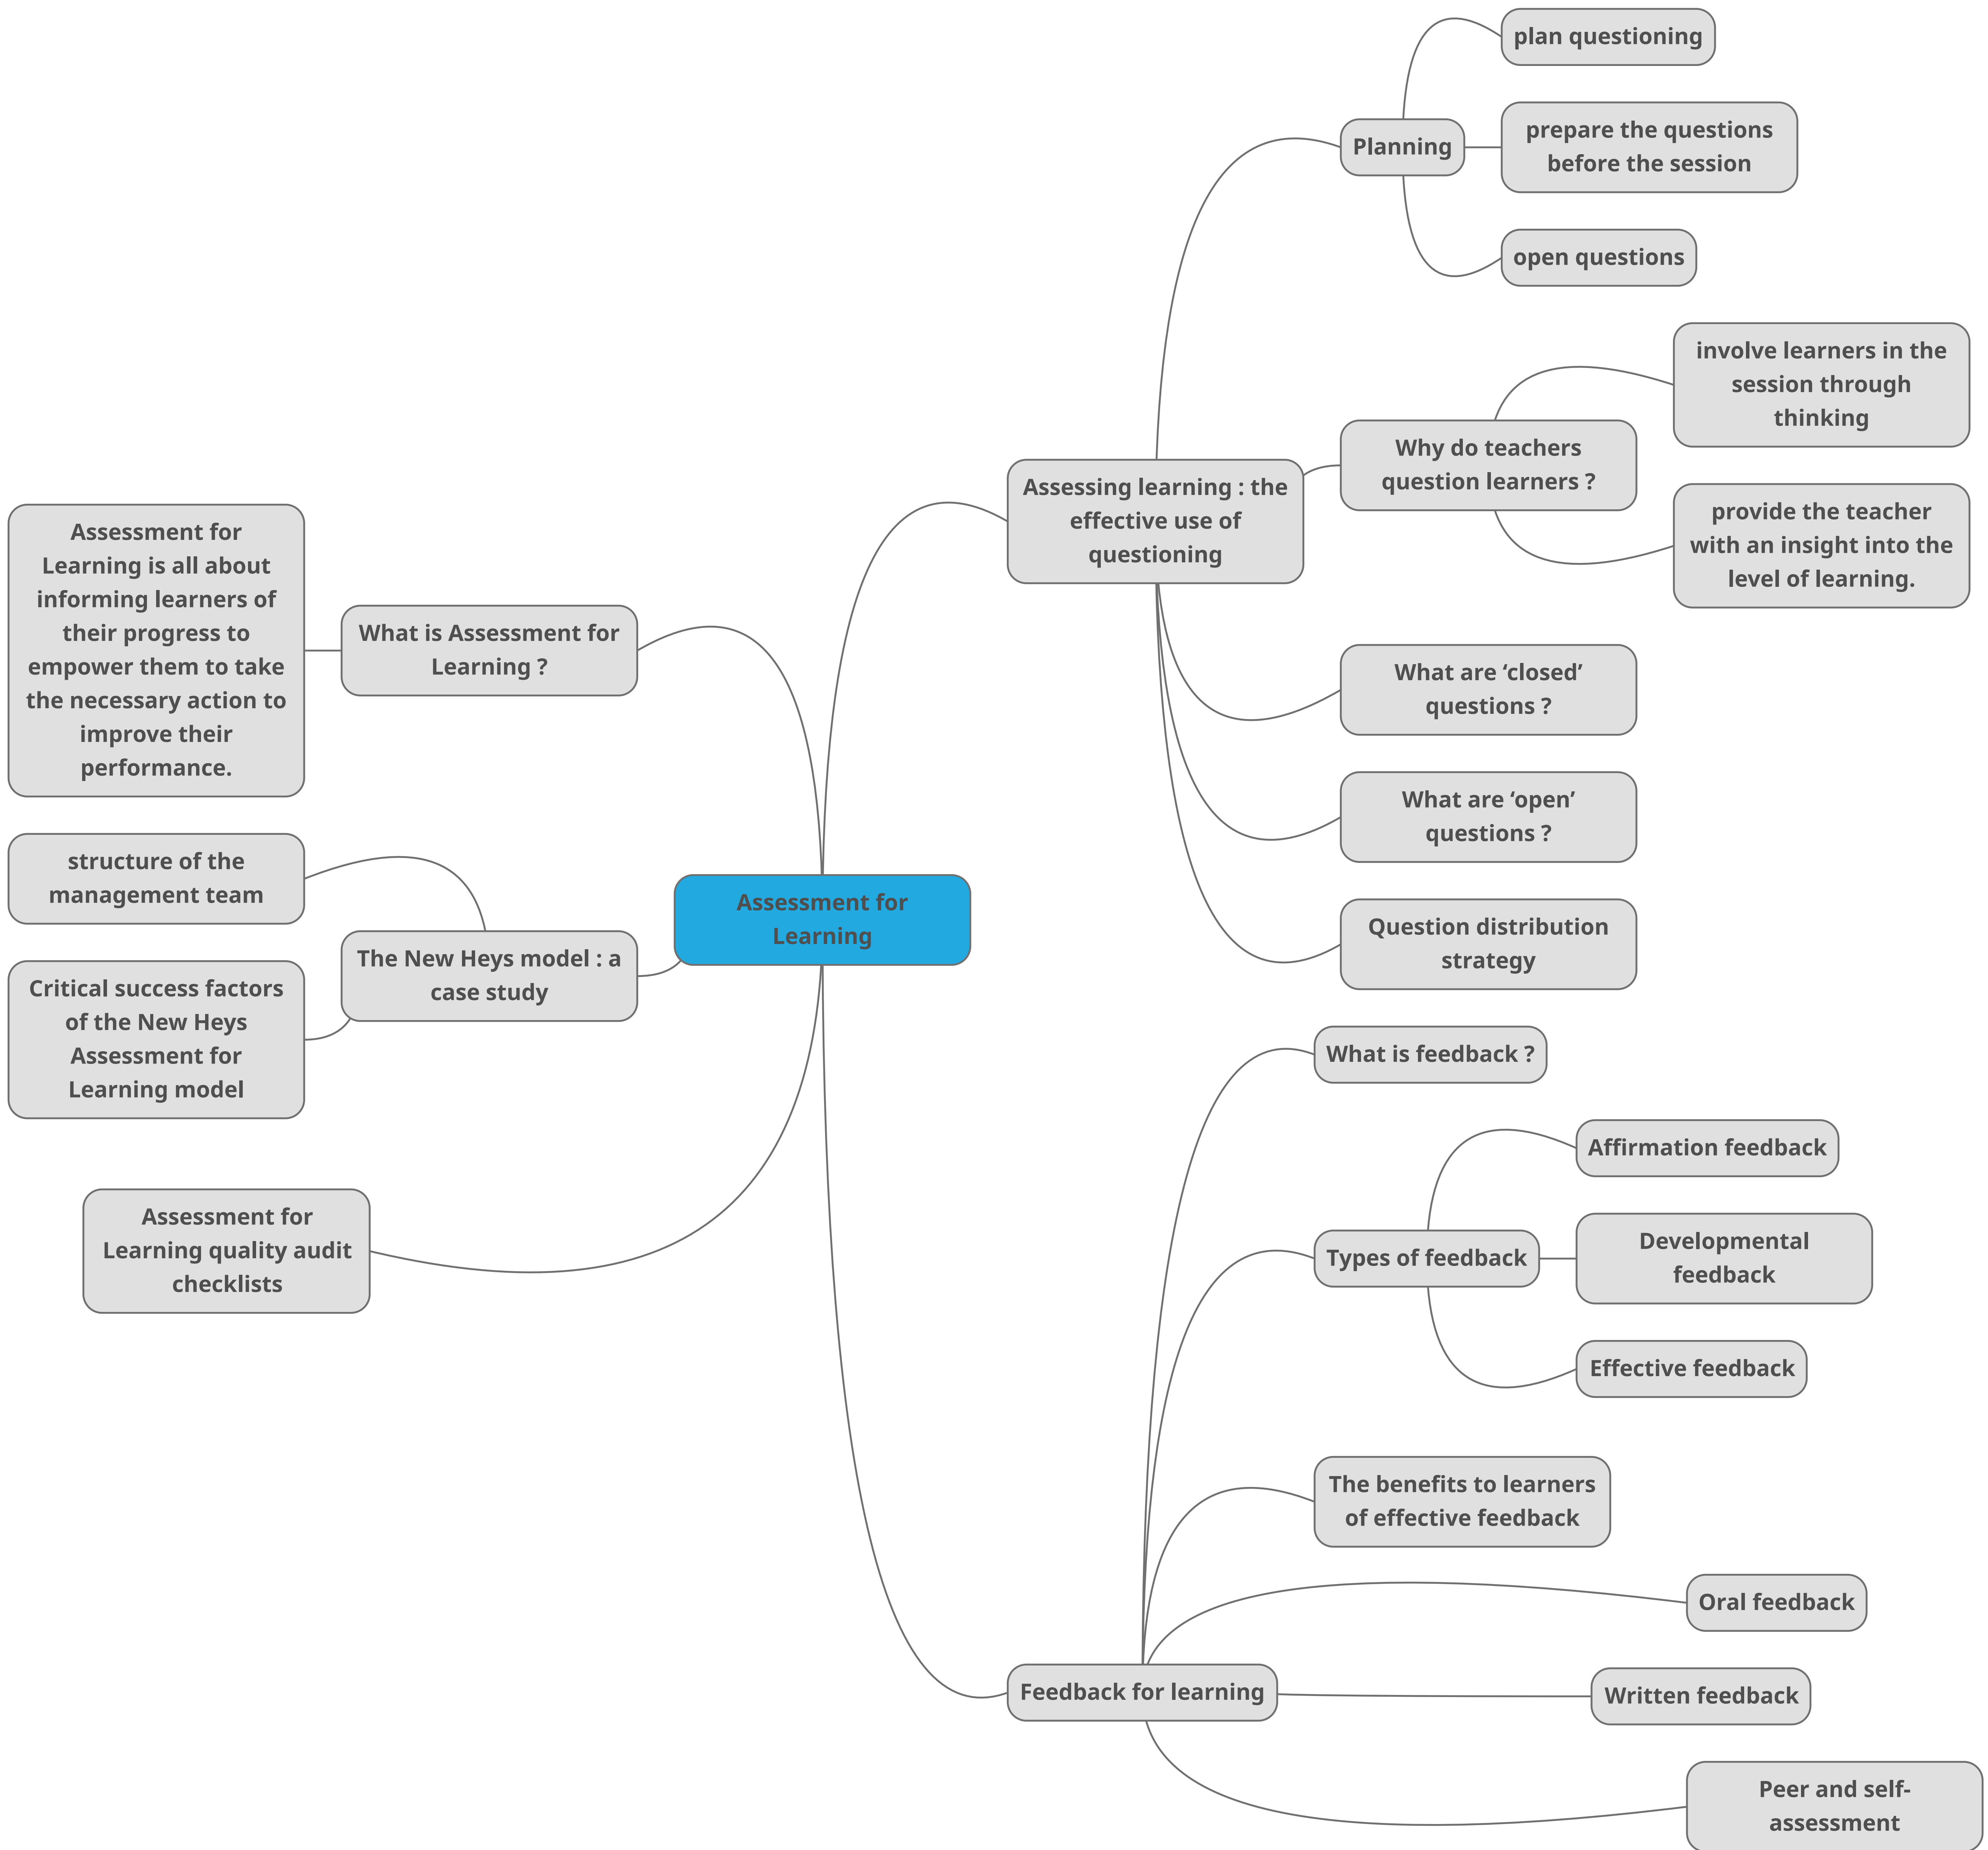 Assessment for
Learning
What is Assessment for
Learning ?
Assessment for
Learning is all about
informing learners of
their progress to
empower them to take
the necessary action to
improve their
performance.
The New Heys model : a
case study
structure of the
management team
Critical success factors
of the New Heys
Assessment for
Learning model
Assessment for
Learning quality audit
checklists
Assessing learning : the
effective use of
questioning
Planning
plan questioning
prepare the questions
before the session
open questions
Why do teachers
question learners ?
involve learners in the
session through
thinking
provide the teacher
with an insight into the
level of learning.
What are ‘closed’
questions ?
What are ‘open’
questions ?
Question distribution
strategy
Feedback for learning
What is feedback ?
Types of feedback
Affirmation feedback
Developmental
feedback
Effective feedback
The benefits to learners
of effective feedback
Oral feedback
Written feedback
Peer and self-
assessment